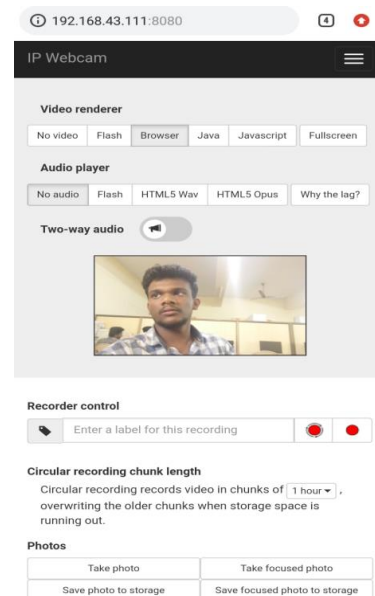 192.168.43.111:8080
4
IP Webcam
Video renderer
No video Flash Browser Java Javascript Fullscreen
Audio player
No audio Flash HTML5 Wav HTML5 Opus Why the lag?
Two-way audio
Recorder control
Enter a label for this recording
Circular recording chunk length
Circular recording records video in chunks of 1 hour ,
overwriting the older chunks when storage space is
running out.
Photos
Take photo Take focused photo
Save photo to storage Save focused photo to storage